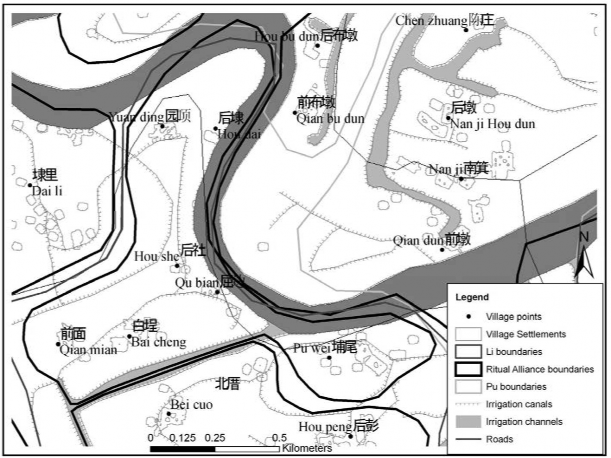 Chen zhuang 陈庄
Hou bu dun 后布墩
前布墩
Qian bu dun
后墩
Nan ji Hou dun
Yuan ding 园顶
后埭
Hou dai
埭里
Dai li
Nan ji 南箕
Qian dun 前墩
后社
Hou she
Qu bian
前面
Qian mian
白埕
Bai cheng
Pu wei 埔尾
北厝
Bei cuo
Hou peng 后彭
N
Legend
Village points
Village Settlements
Li boundaries
Ritual Alliance boundaries
Pu boundaries
Irrigation canals
Irrigation channels
Roads
0 0.125 0.25 0.5
Kilometers